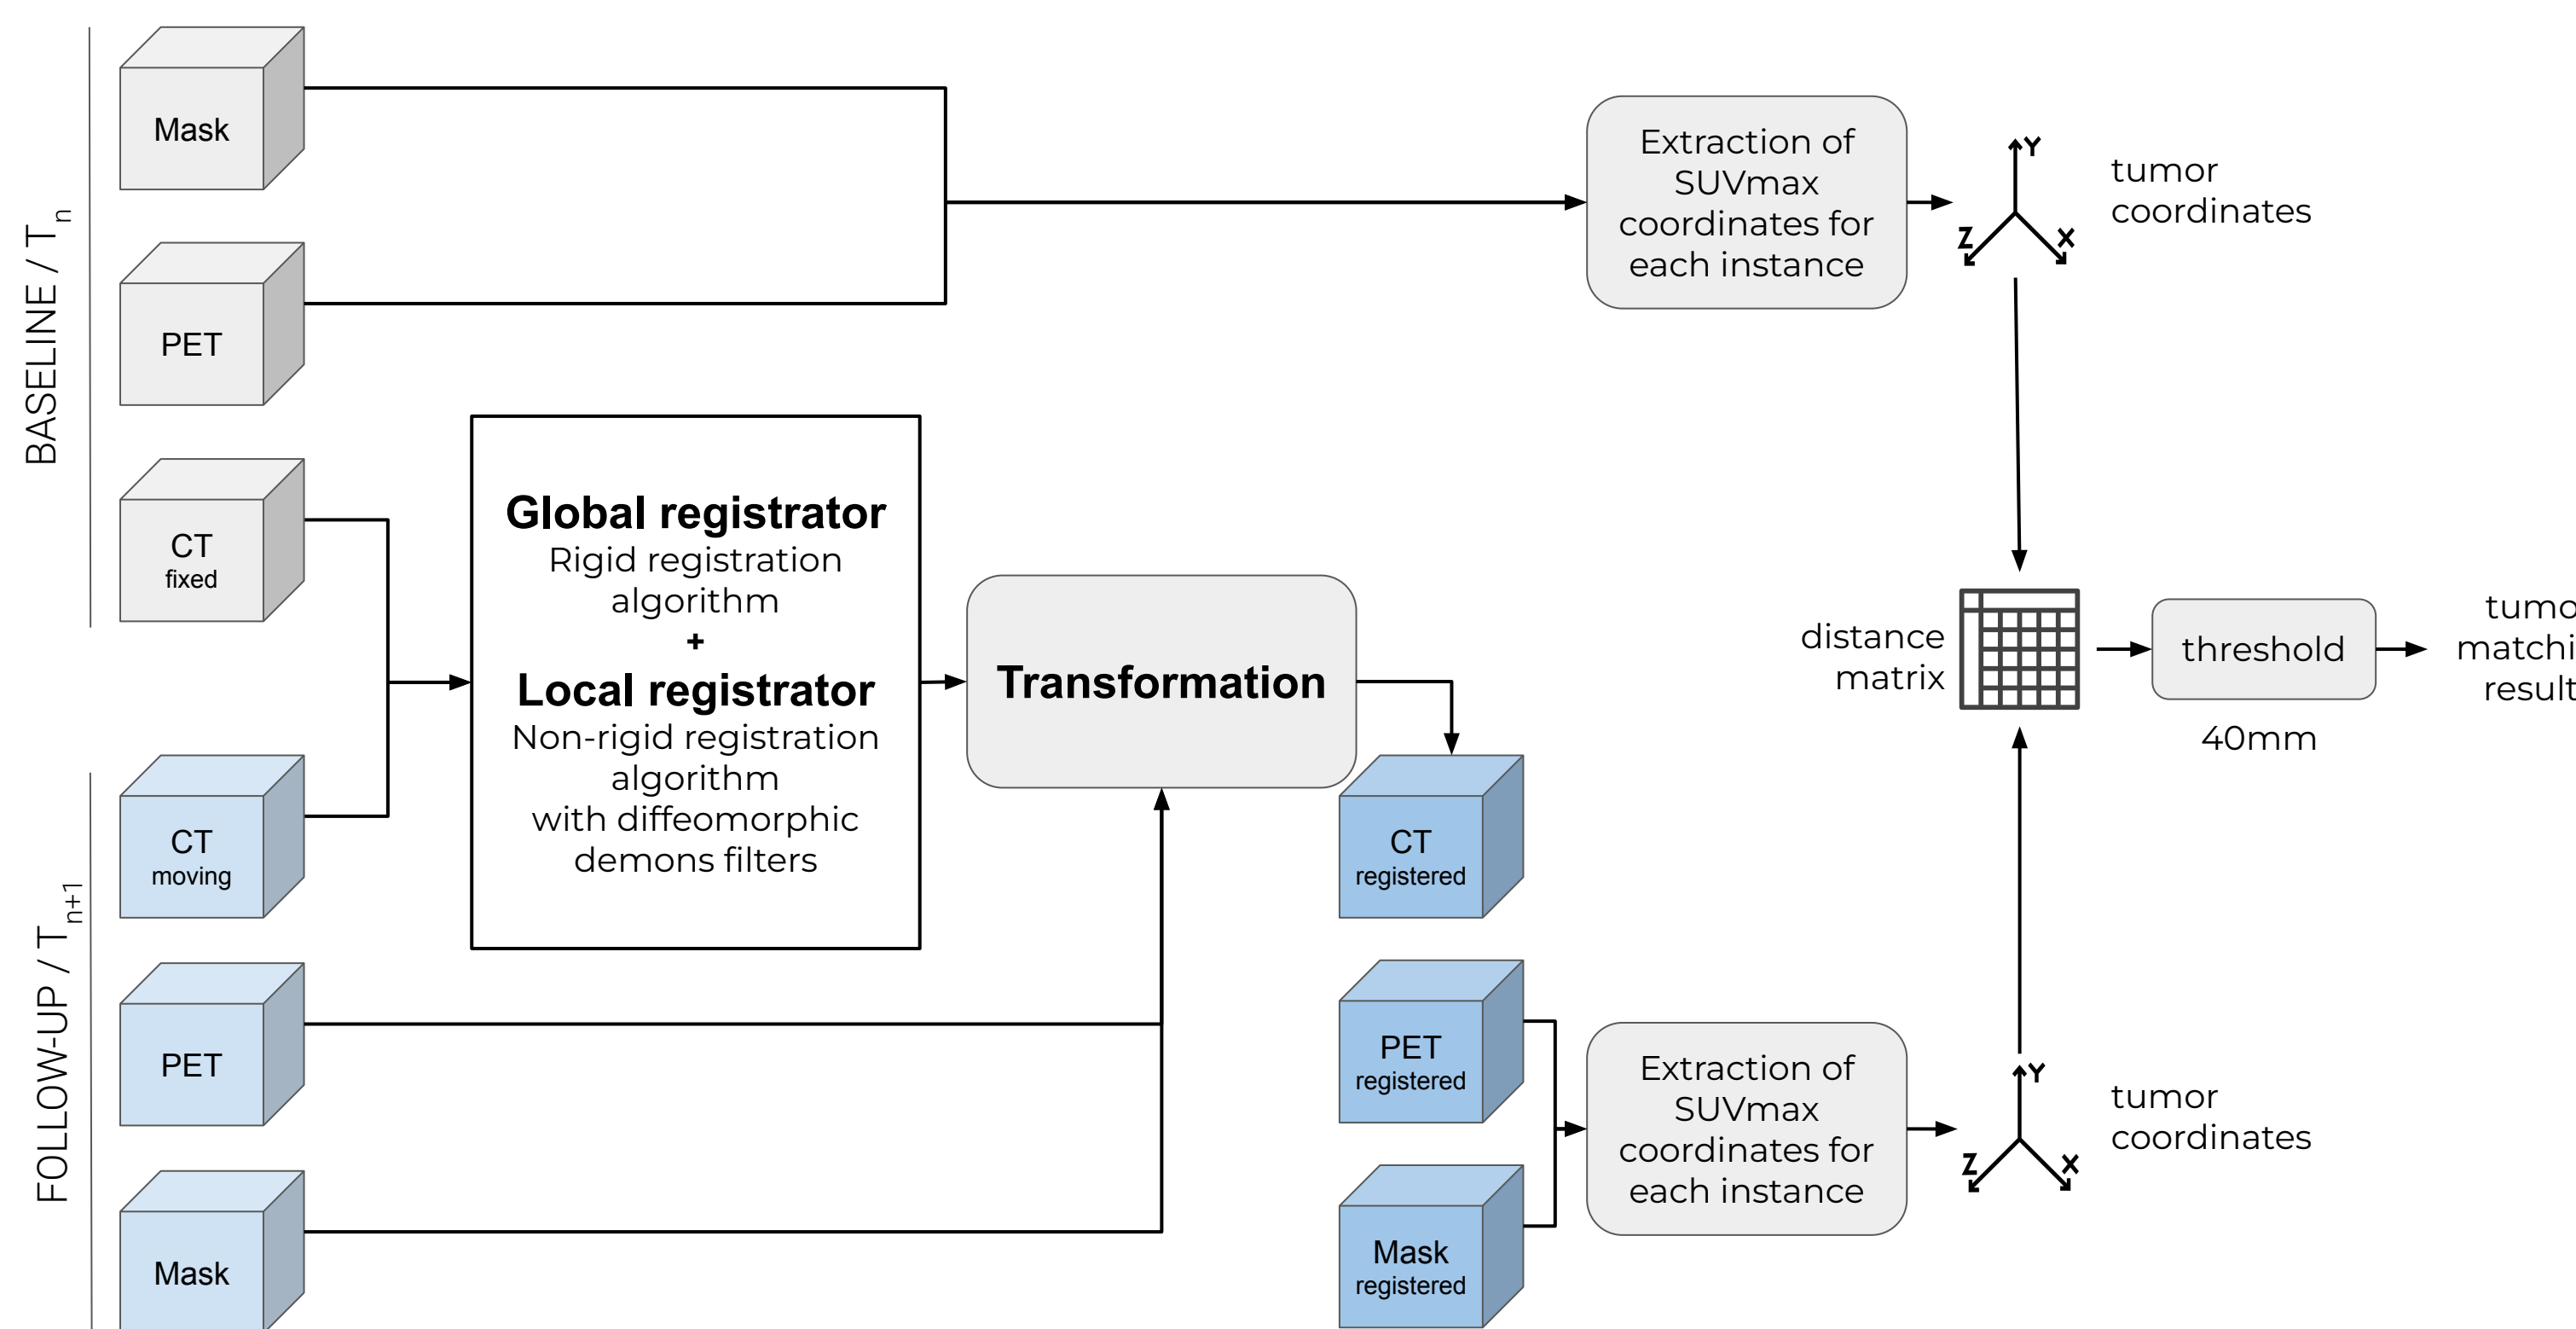 BASELINE / Tn
Mask
PET
CT
fixed
FOLLOW-UP / Tn+1
CT
moving
PET
Mask
Global registrator
Rigid registration
algorithm
+
Local registrator
Non-rigid registration
algorithm
with diffeomorphic
demons filters
Transformation
CT
registered
PET
registered
Mask
registered
Extraction of
SUVmax
coordinates for
each instance
Y
Z
X
tumor
coordinates
Extraction of
SUVmax
coordinates for
each instance
Y
Z
X
tumor
coordinates
distance
matrix
threshold
40mm
tumo
matchi
result